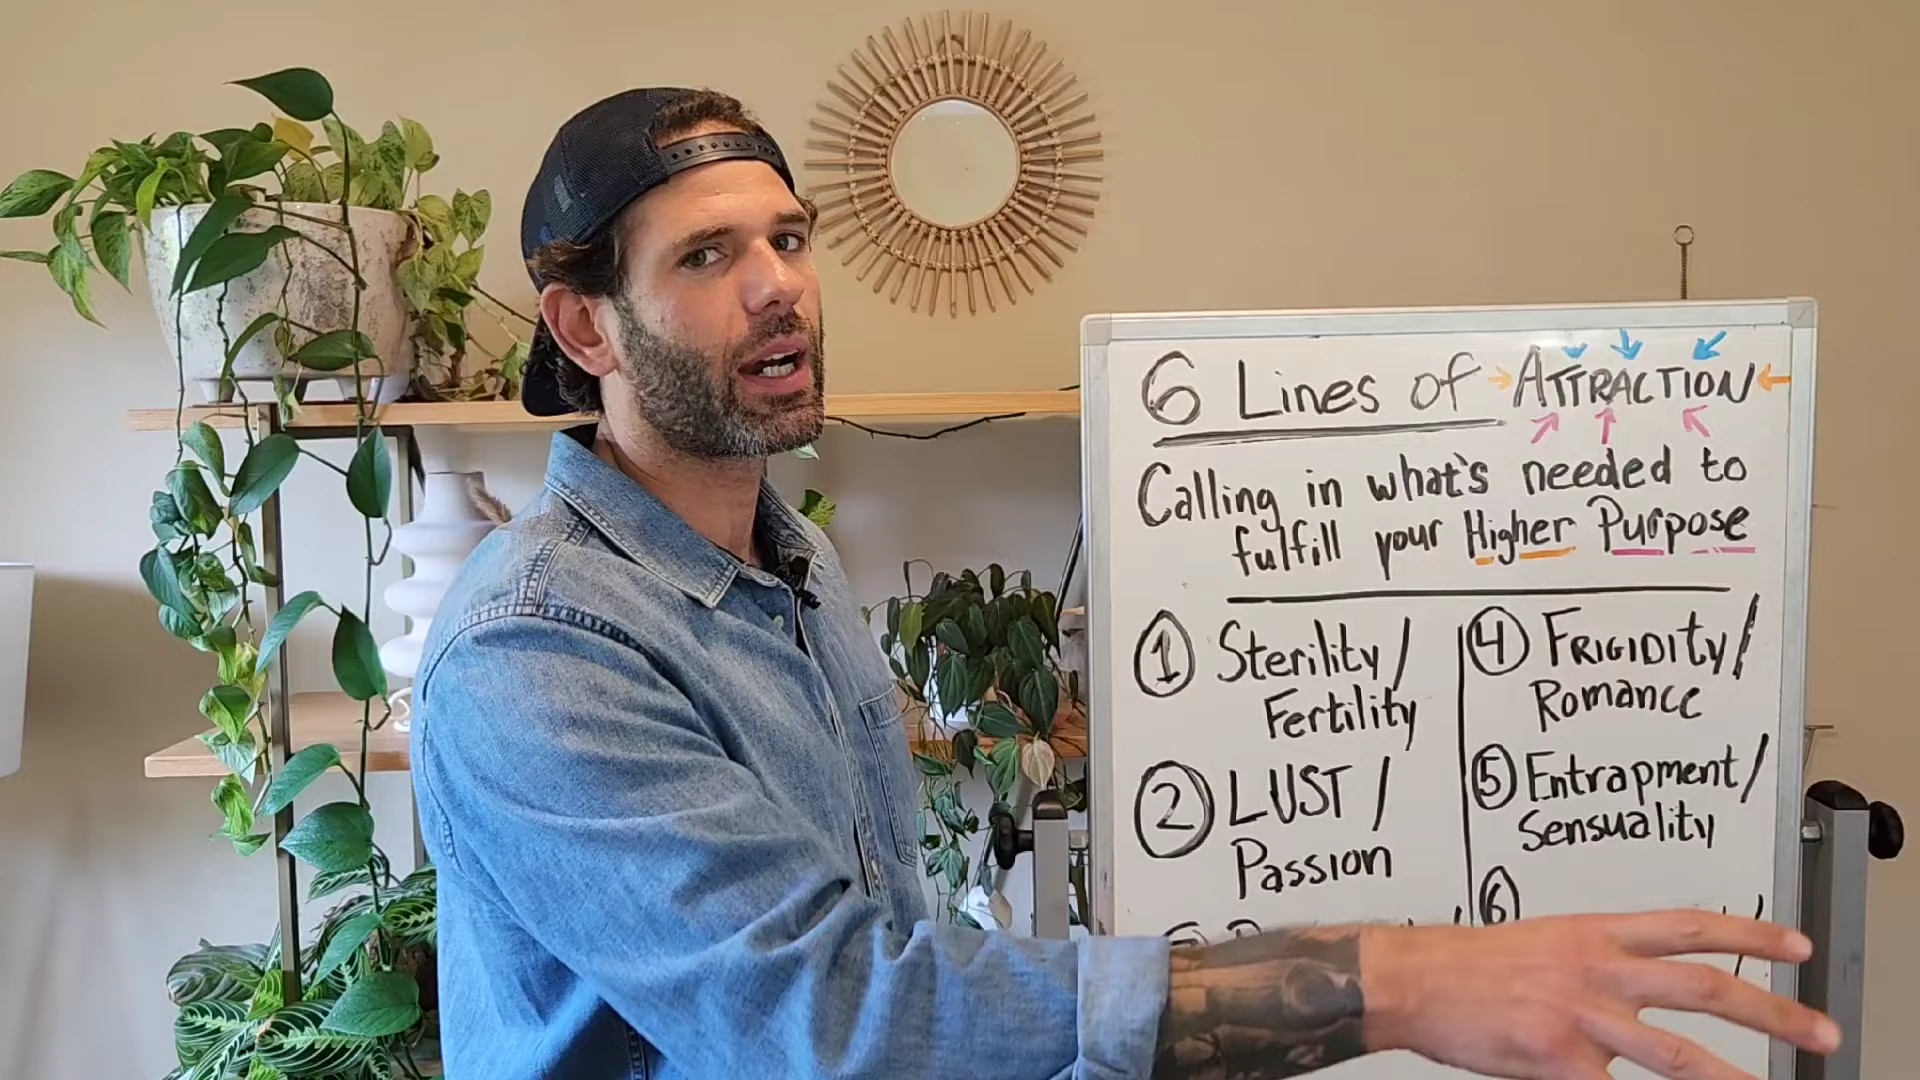 6 Lines of ATTRACTION
Calling in what's needed to
fulfill your Higher Purpose
1 Sterility/
Fertility
2 LUST /
Passion
4 FRIGIDITY/
Romance
5 Entrapment/
Sensuality
6